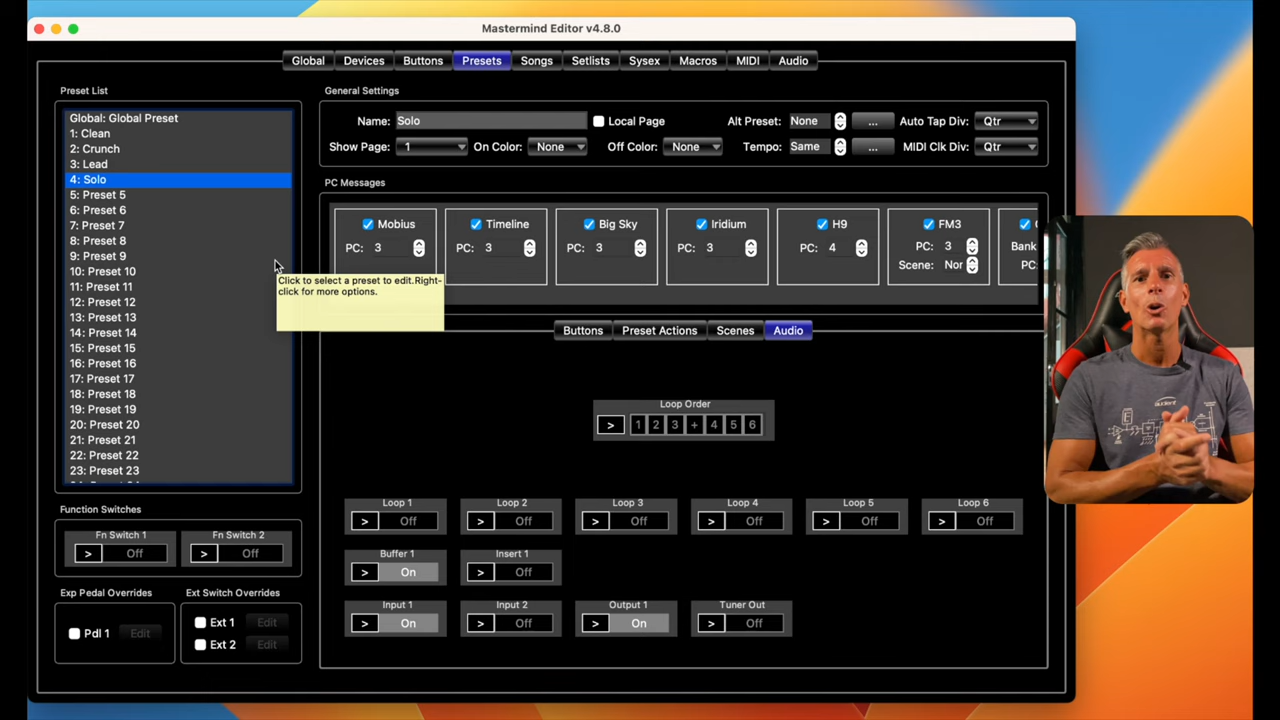 Mastermind Editor v4.8.0
Global Devices Buttons Presets Songs Setlists Sysex Macros MIDI Audio
Preset List
Global: Global Preset
1: Clean
2: Crunch
3: Lead
4: Solo
5: Preset 5
6: Preset 6
7: Preset 7
8: Preset 8
9: Preset 9
10: Preset 10
11: Preset 11
12: Preset 12
13: Preset 13
14: Preset 14
15: Preset 15
16: Preset 16
17: Preset 17
18: Preset 18
19: Preset 19
20: Preset 20
21: Preset 21
22: Preset 22
23: Preset 23
Function Switches
Fn Switch 1 Fn Switch 2
> Off > Off
Exp Pedal Overrides Ext Switch Overrides
Pdl 1 Edit
Ext 1 Edit
Ext 2 Edit
General Settings
Name: Solo Local Page Alt Preset: None ... Auto Tap Div: Qtr
Show Page: 1 On Color: None Off Color: None Tempo: Same ... MIDI Clk Div: Qtr
PC Messages
Mobius Timeline Big Sky Iridium H9 FM3
PC: 3 PC: 3 PC: 3 PC: 3 PC: 4 PC: 3 Bank
Scene: Nor PC:
Click to select a preset to edit.Right-
click for more options.
Buttons Preset Actions Scenes Audio
Loop Order
> 1 2 3 + 4 5 6
Loop 1 Loop 2 Loop 3 Loop 4 Loop 5 Loop 6
> Off > Off > Off > Off > Off > Off
Buffer 1 Insert 1
> On > Off
Input 1 Input 2 Output 1 Tuner Out
> On > Off > On > Off